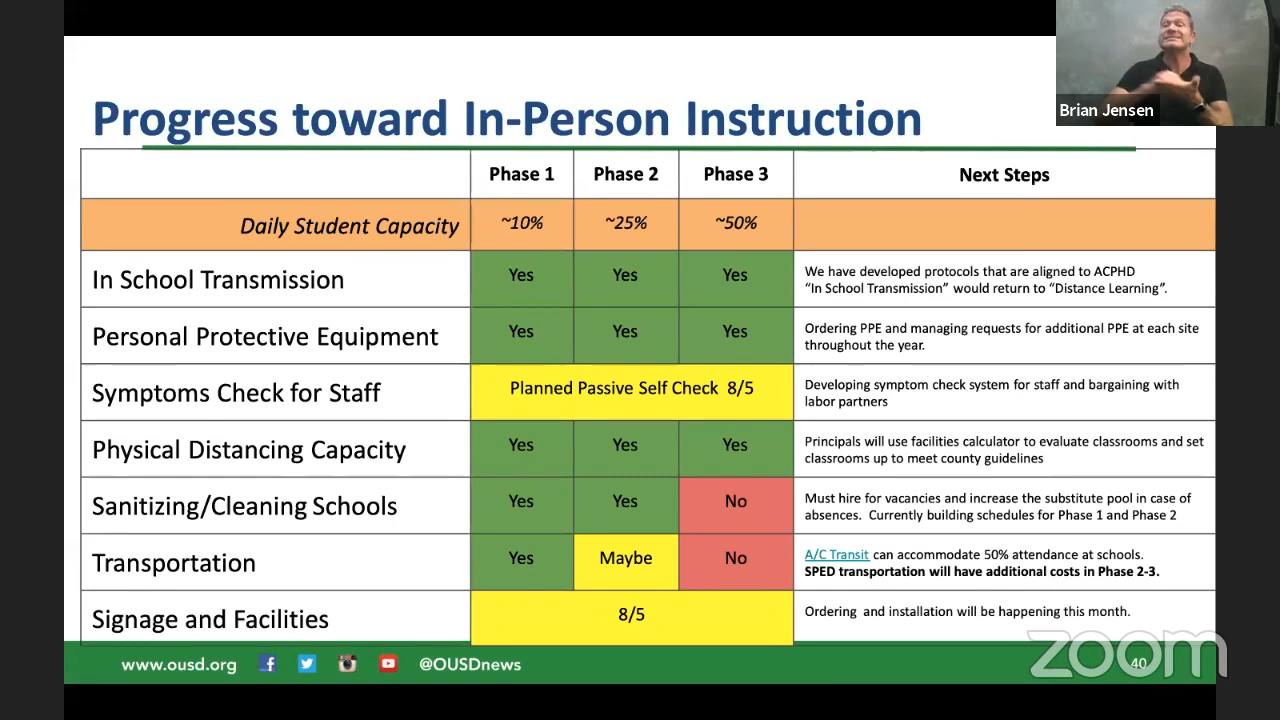 Brian Jensen
Progress toward In-Person Instruction
Phase 1 Phase 2 Phase 3 Next Steps
Daily Student Capacity ~10% ~25% ~50%
In School Transmission Yes Yes Yes
We have developed protocols that are aligned to ACPHD
“In School Transmission” would return to “Distance Learning”.
Personal Protective Equipment Yes Yes Yes
Ordering PPE and managing requests for additional PPE at each site
throughout the year.
Symptoms Check for Staff Planned Passive Self Check 8/5
Developing symptom check system for staff and bargaining with
labor partners
Physical Distancing Capacity Yes Yes Yes
Principals will use facilities calculator to evaluate classrooms and set
classrooms up to meet county guidelines
Sanitizing/Cleaning Schools Yes Yes No
Must hire for vacancies and increase the substitute pool in case of
absences. Currently building schedules for Phase 1 and Phase 2
Transportation Yes Maybe No
A/C Transit can accommodate 50% attendance at schools.
SPED transportation will have additional costs in Phase 2-3.
Signage and Facilities 8/5
Ordering and installation will be happening this month.
www.ousd.org @OUSDnews 40
zoom